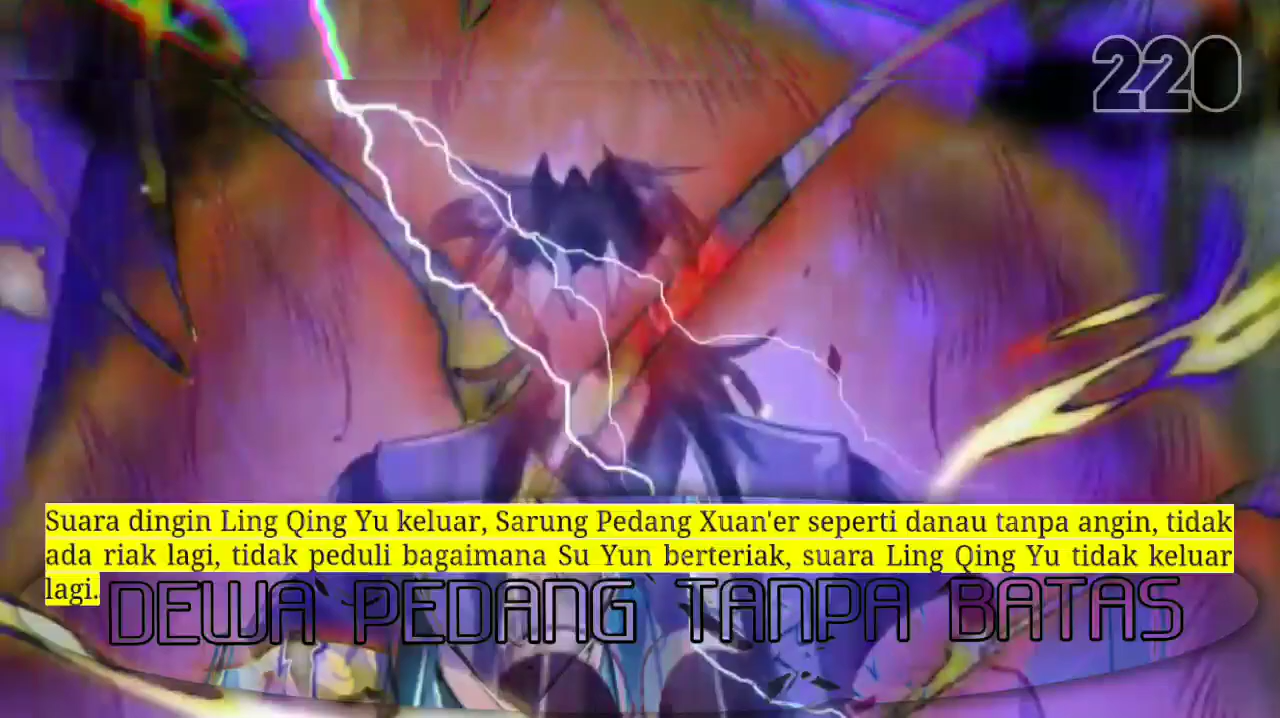 220
Suara dingin Ling Qing Yu keluar, Sarung Pedang Xuan'er seperti danau tanpa angin, tidak
ada riak lagi, tidak peduli bagaimana Su Yun berteriak, suara Ling Qing Yu tidak keluar
lagi.
DEWA PEDANG TANPA BATAS